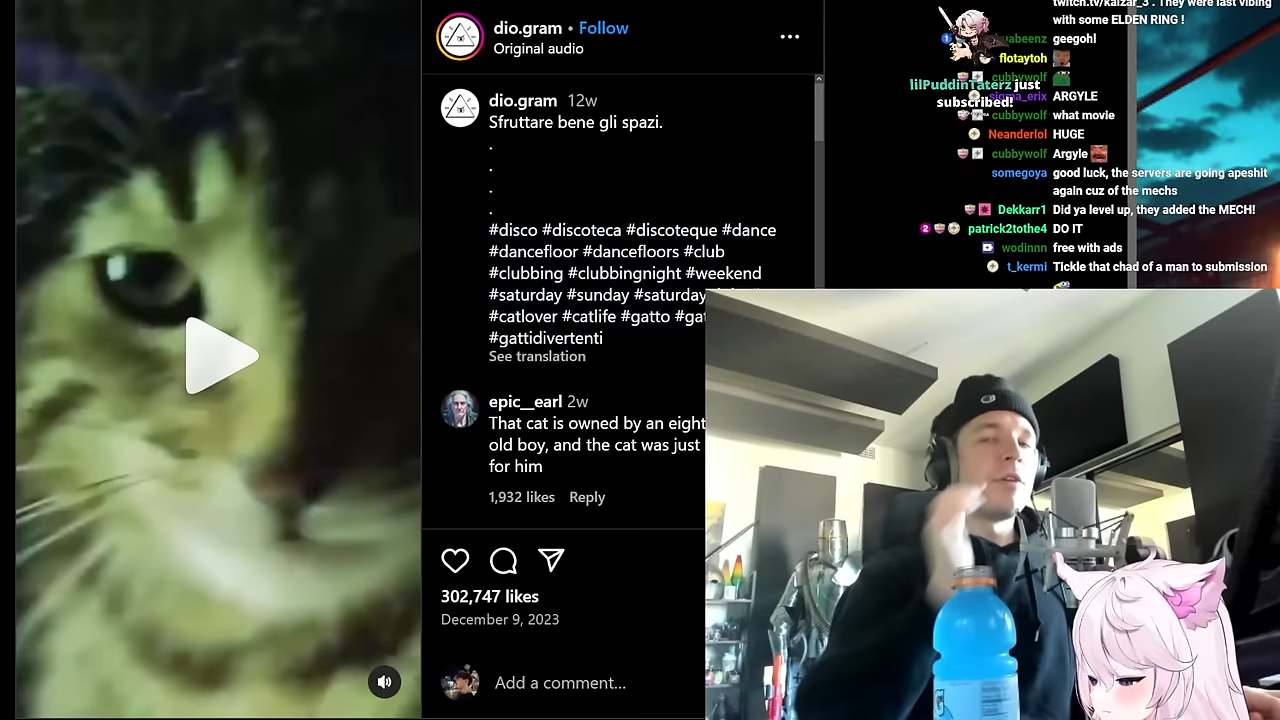 dio.gram • Follow
Original audio
dio.gram 12w
Sfruttare bene gli spazi.
.
.
.
.
#disco #discoteca #discoteque #dance
#dancefloor #dancefloors #club
#clubbing #clubbingnight #weekend
#saturday #sunday #saturday
#catlover #catlife #gatto
#gattidivertenti
See translation
epic__earl 2w
That cat is owned by an eight
old boy, and the cat was just
for him
1,932 likes Reply
302,747 likes
December 9, 2023
Add a comment...
twitch.tv/kaizar_3 . They were last vibing
with some ELDEN RING !
geegoh!
flotaytoh
cubbywolf
lilPuddinTaterz just
subscribed!
sigma_erix ARGYLE
cubbywolf what movie
Neanderlol HUGE
cubbywolf Argyle
somegoya good luck, the servers are going apeshit
again cuz of the mechs
Dekkarr1 Did ya level up, they added the MECH!
2 patrick2tothe4 DO IT
wodinnn free with ads
t_kermi Tickle that chad of a man to submission